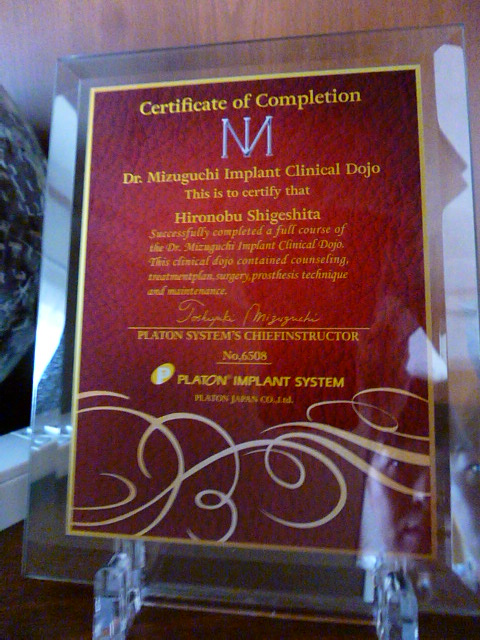 Certificate of Completion
Dr. Mizuguchi Implant Clinical Dojo
This is to certify that
Hironobu Shigeshita
Successfully completed a full course of
the Dr. Mizuguchi Implant Clinical Dojo.
This clinical dojo contained counseling,
treatmentplan,surgery,prosthesis technique
and maintenance.
Toshiyuki Mizuguchi
PLATON SYSTEM'S CHIEFINSTRUCTOR
No.6508
P PLATON IMPLANT SYSTEM
PLATON JAPAN CO.,Ltd.